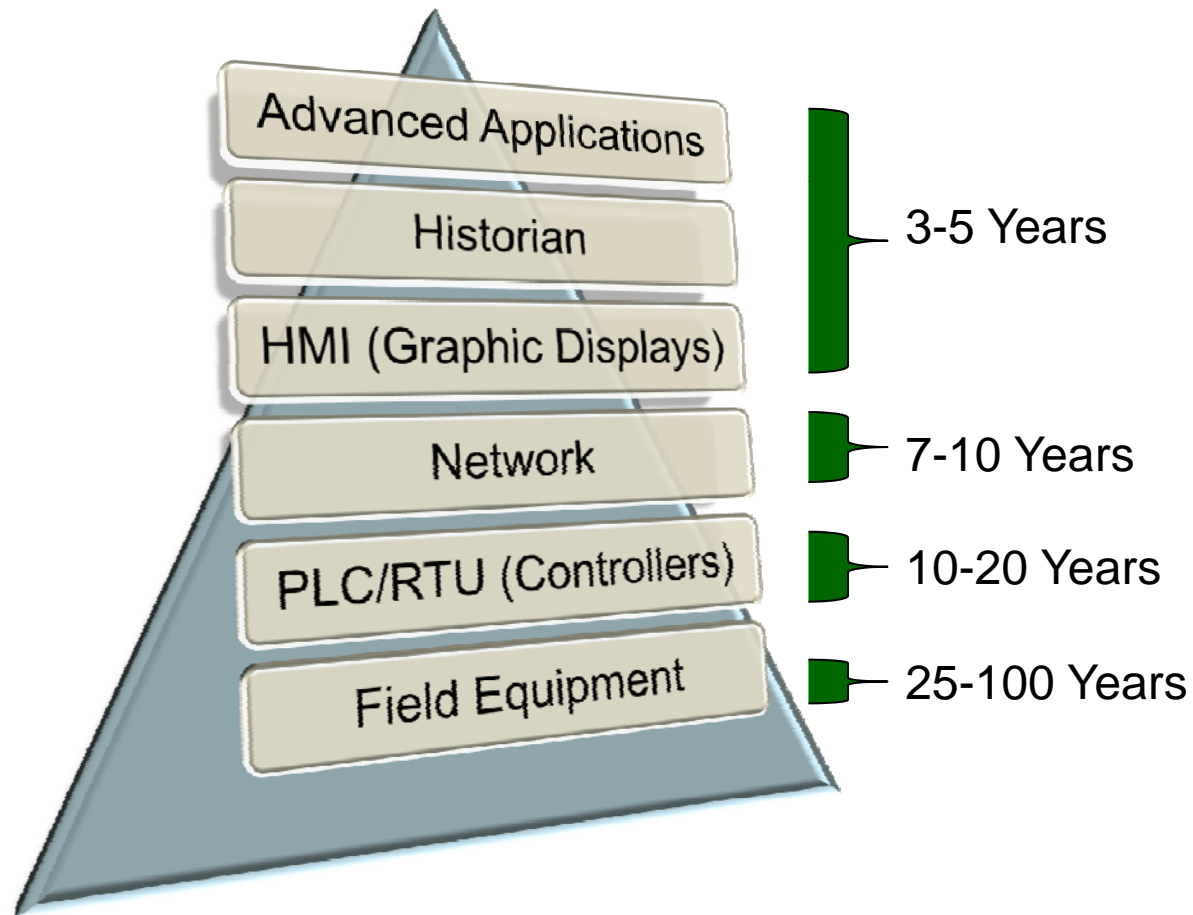 Advanced Applications
Historian
HMI (Graphic Displays)
Network
PLC/RTU (Controllers)
Field Equipment
3-5 Years
7-10 Years
10-20 Years
25-100 Years